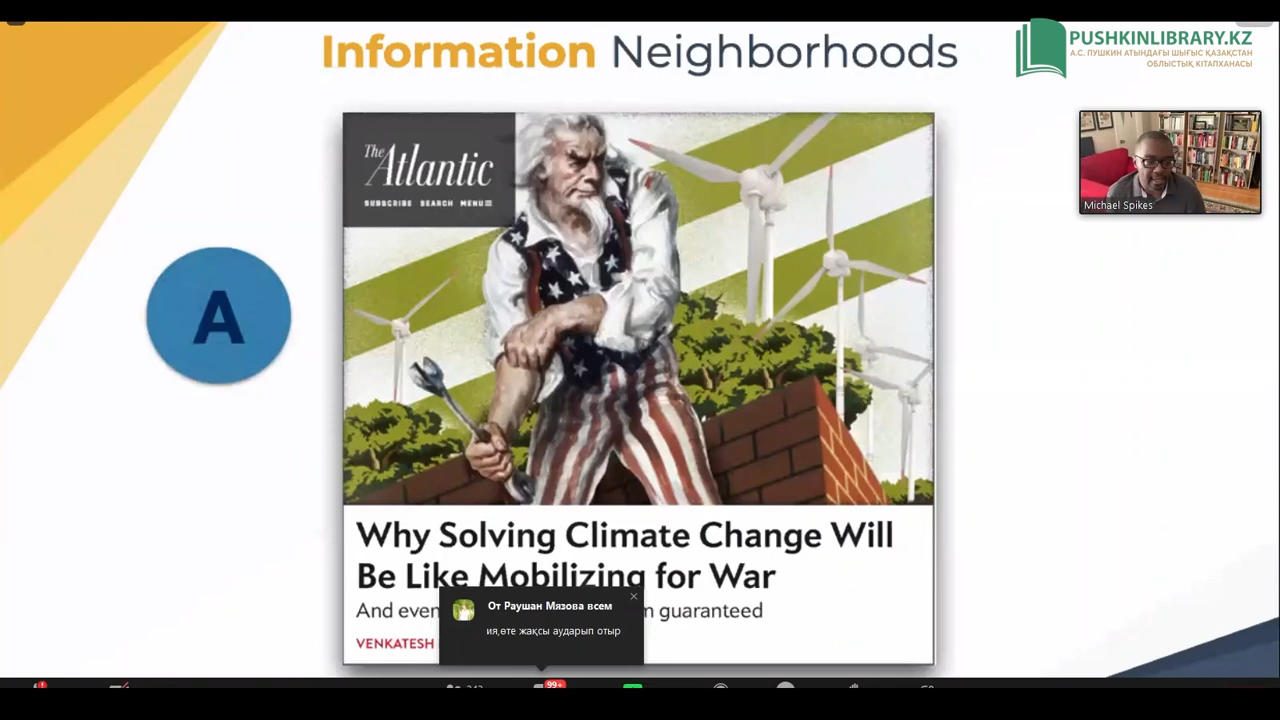 Information Neighborhoods
PUSHKINLIBRARY.KZ
А.С. ПУШКИН АТЫНДАҒЫ ШЫҒЫС ҚАЗАҚСТАН
ОБЛЫСТЫҚ КІТАПХАНАСЫ
The Atlantic
SUBSCRIBE SEARCH MENU
Michael Spikes
A
Why Solving Climate Change Will
Be Like Mobilizing for War
And even guaranteed
VENKATESH
От Раушан Мязова всем
ия,өте жақсы аударып отыр
99+